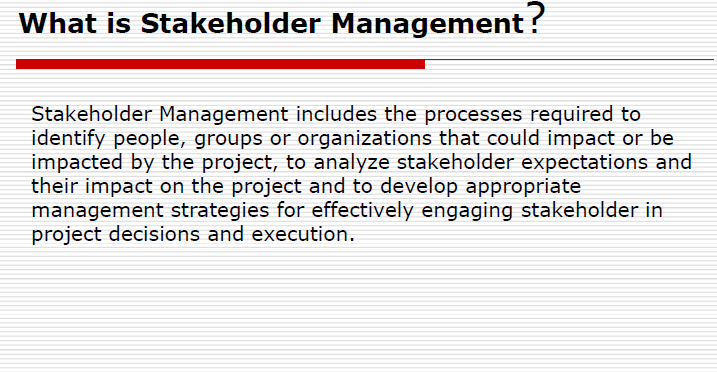 What is Stakeholder Management?
Stakeholder Management includes the processes required to
identify people, groups or organizations that could impact or be
impacted by the project, to analyze stakeholder expectations and
their impact on the project and to develop appropriate
management strategies for effectively engaging stakeholder in
project decisions and execution.